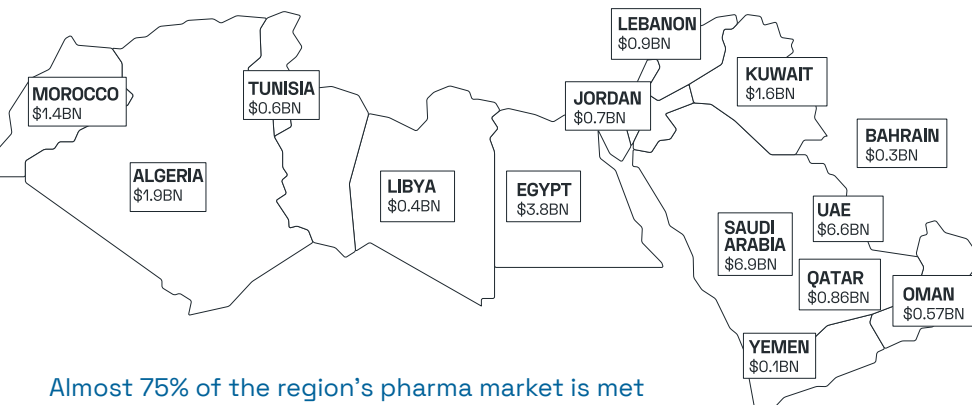 LEBANON
$0.9BN
KUWAIT
$1.6BN
MOROCCO
$1.4BN
TUNISIA
$0.6BN
JORDAN
$0.7BN
BAHRAIN
$0.3BN
ALGERIA
$1.9BN
LIBYA
$0.4BN
EGYPT
$3.8BN
UAE
$6.6BN
SAUDI
ARABIA
$6.9BN
QATAR
$0.86BN
OMAN
$0.57BN
YEMEN
$0.1BN
Almost 75% of the region's pharma market is met